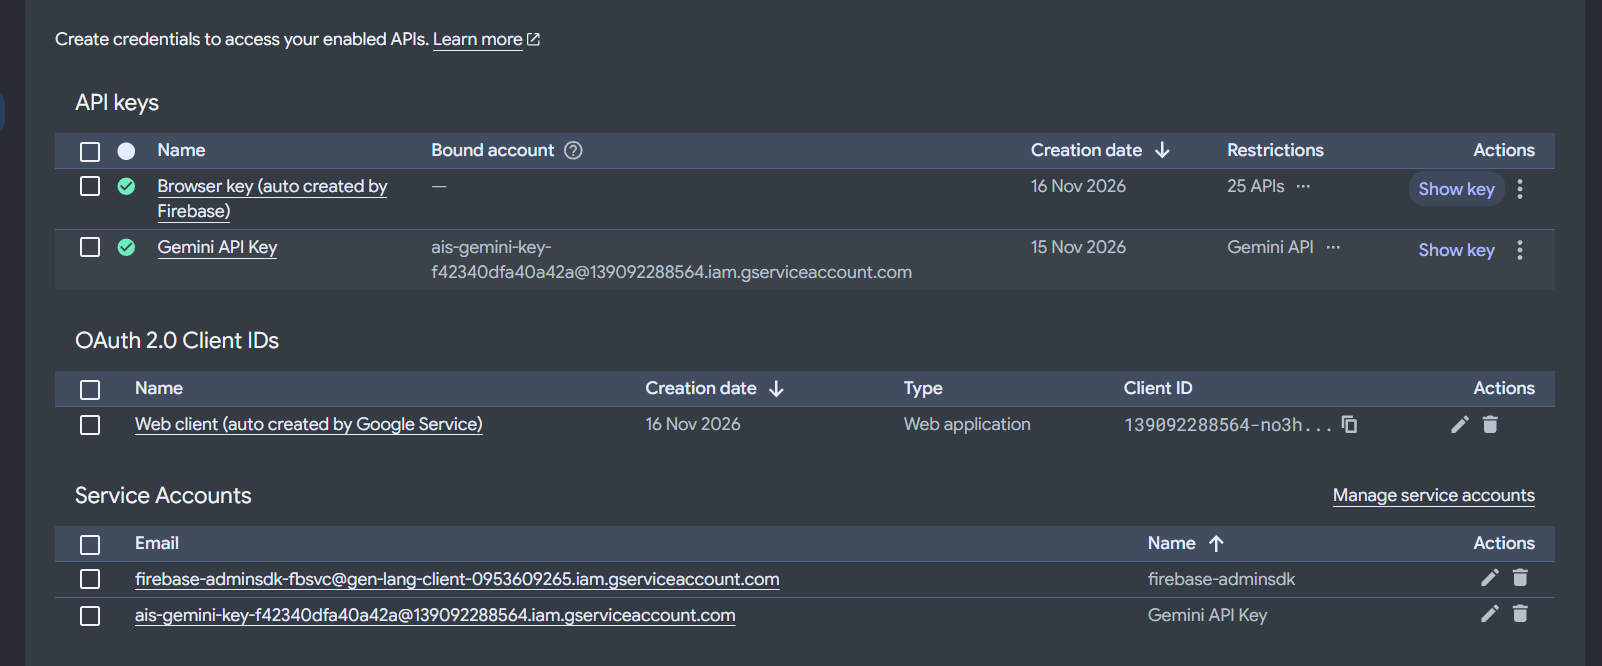 Create credentials to access your enabled APIs. Learn more
API keys
Name Bound account Creation date Restrictions Actions
Browser key (auto created by — 16 Nov 2026 25 APIs ··· Show key
Firebase)
Gemini API Key ais-gemini-key- 15 Nov 2026 Gemini API ··· Show key
f42340dfa40a42a@139092288564.iam.gserviceaccount.com
OAuth 2.0 Client IDs
Name Creation date Type Client ID Actions
Web client (auto created by Google Service) 16 Nov 2026 Web application 139092288564-no3h...
Service Accounts Manage service accounts
Email Name Actions
firebase-adminsdk-fbsvc@gen-lang-client-0953609265.iam.gserviceaccount.com firebase-adminsdk
ais-gemini-key-f42340dfa40a42a@139092288564.iam.gserviceaccount.com Gemini API Key